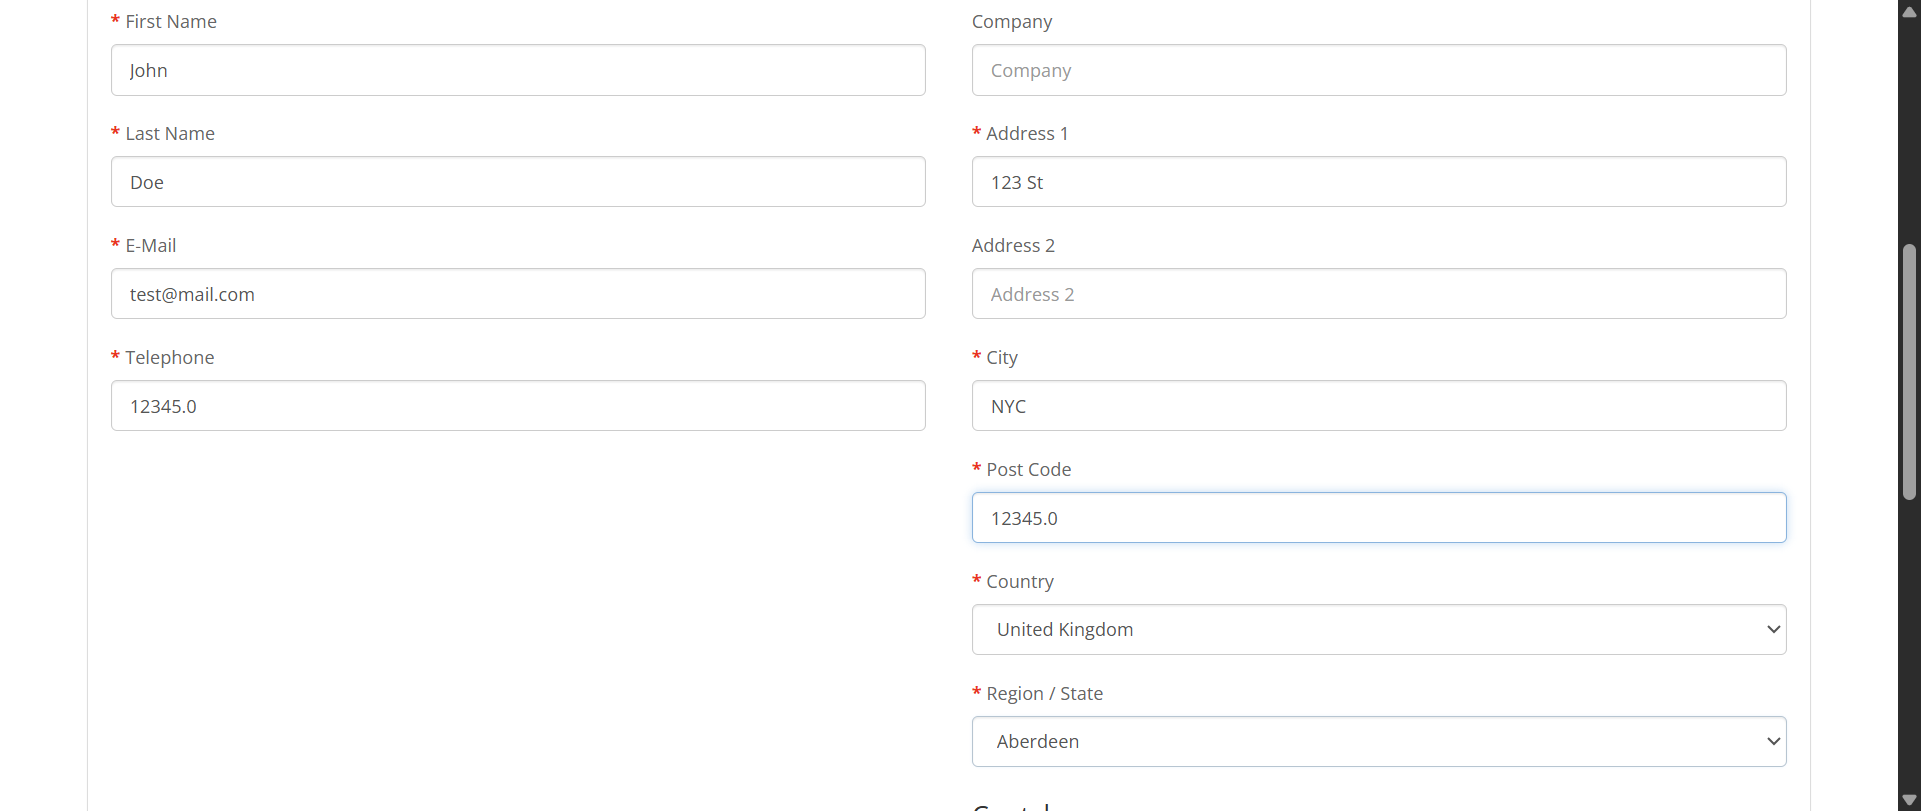 * First Name
John
* Last Name
Doe
* E-Mail
test@mail.com
* Telephone
12345.0
Company
Company
* Address 1
123 St
Address 2
Address 2
* City
NYC
* Post Code
12345.0
* Country
United Kingdom
* Region / State
Aberdeen